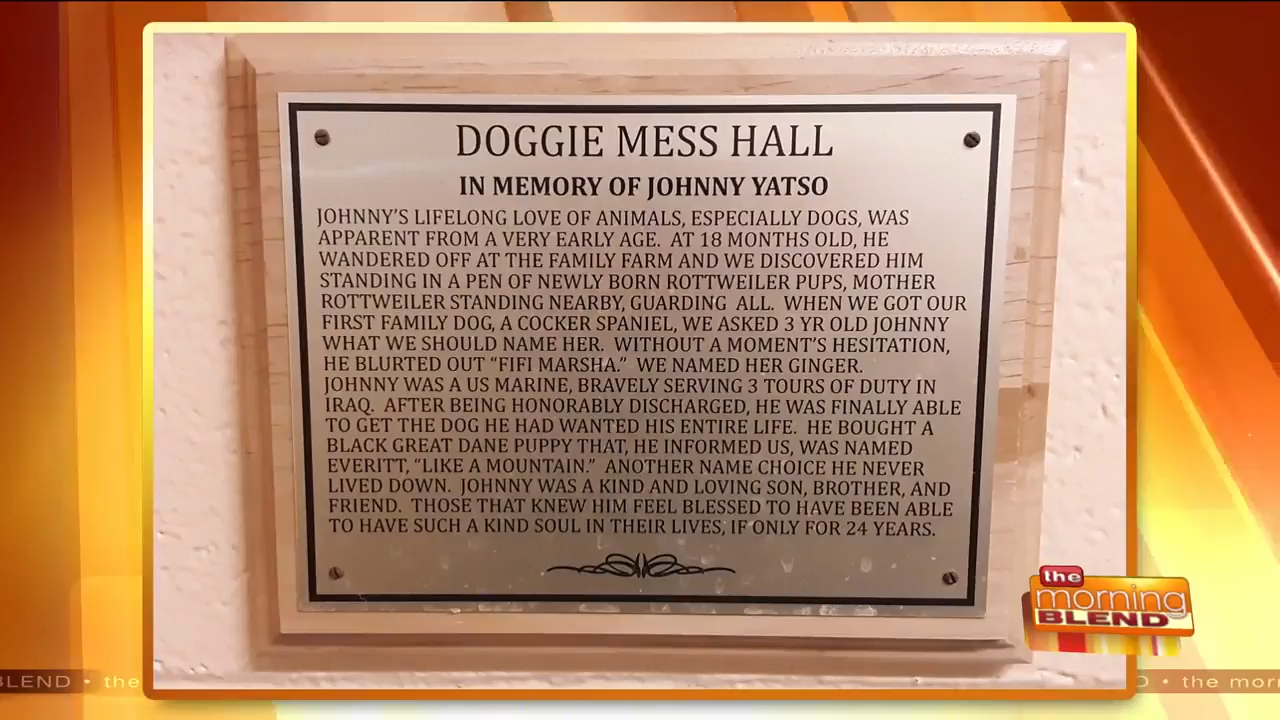 DOGGIE MESS HALL
IN MEMORY OF JOHNNY YATSO
JOHNNY'S LIFELONG LOVE OF ANIMALS, ESPECIALLY DOGS, WAS
APPARENT FROM A VERY EARLY AGE. AT 18 MONTHS OLD, HE
WANDERED OFF AT THE FAMILY FARM AND WE DISCOVERED HIM
STANDING IN A PEN OF NEWLY BORN ROTTWEILER PUPS, MOTHER
ROTTWEILER STANDING NEARBY, GUARDING ALL. WHEN WE GOT OUR
FIRST FAMILY DOG, A COCKER SPANIEL, WE ASKED 3 YR OLD JOHNNY
WHAT WE SHOULD NAME HER. WITHOUT A MOMENT'S HESITATION,
HE BLURTED OUT "FIFI MARSHA." WE NAMED HER GINGER.
JOHNNY WAS A US MARINE, BRAVELY SERVING 3 TOURS OF DUTY IN
IRAQ. AFTER BEING HONORABLY DISCHARGED, HE WAS FINALLY ABLE
TO GET THE DOG HE HAD WANTED HIS ENTIRE LIFE. HE BOUGHT A
BLACK GREAT DANE PUPPY THAT, HE INFORMED US, WAS NAMED
EVERITT, "LIKE A MOUNTAIN." ANOTHER NAME CHOICE HE NEVER
LIVED DOWN. JOHNNY WAS A KIND AND LOVING SON, BROTHER, AND
FRIEND. THOSE THAT KNEW HIM FEEL BLESSED TO HAVE BEEN ABLE
TO HAVE SUCH A KIND SOUL IN THEIR LIVES, IF ONLY FOR 24 YEARS.
the
morning
BLEND
BLEND • the
• the mor